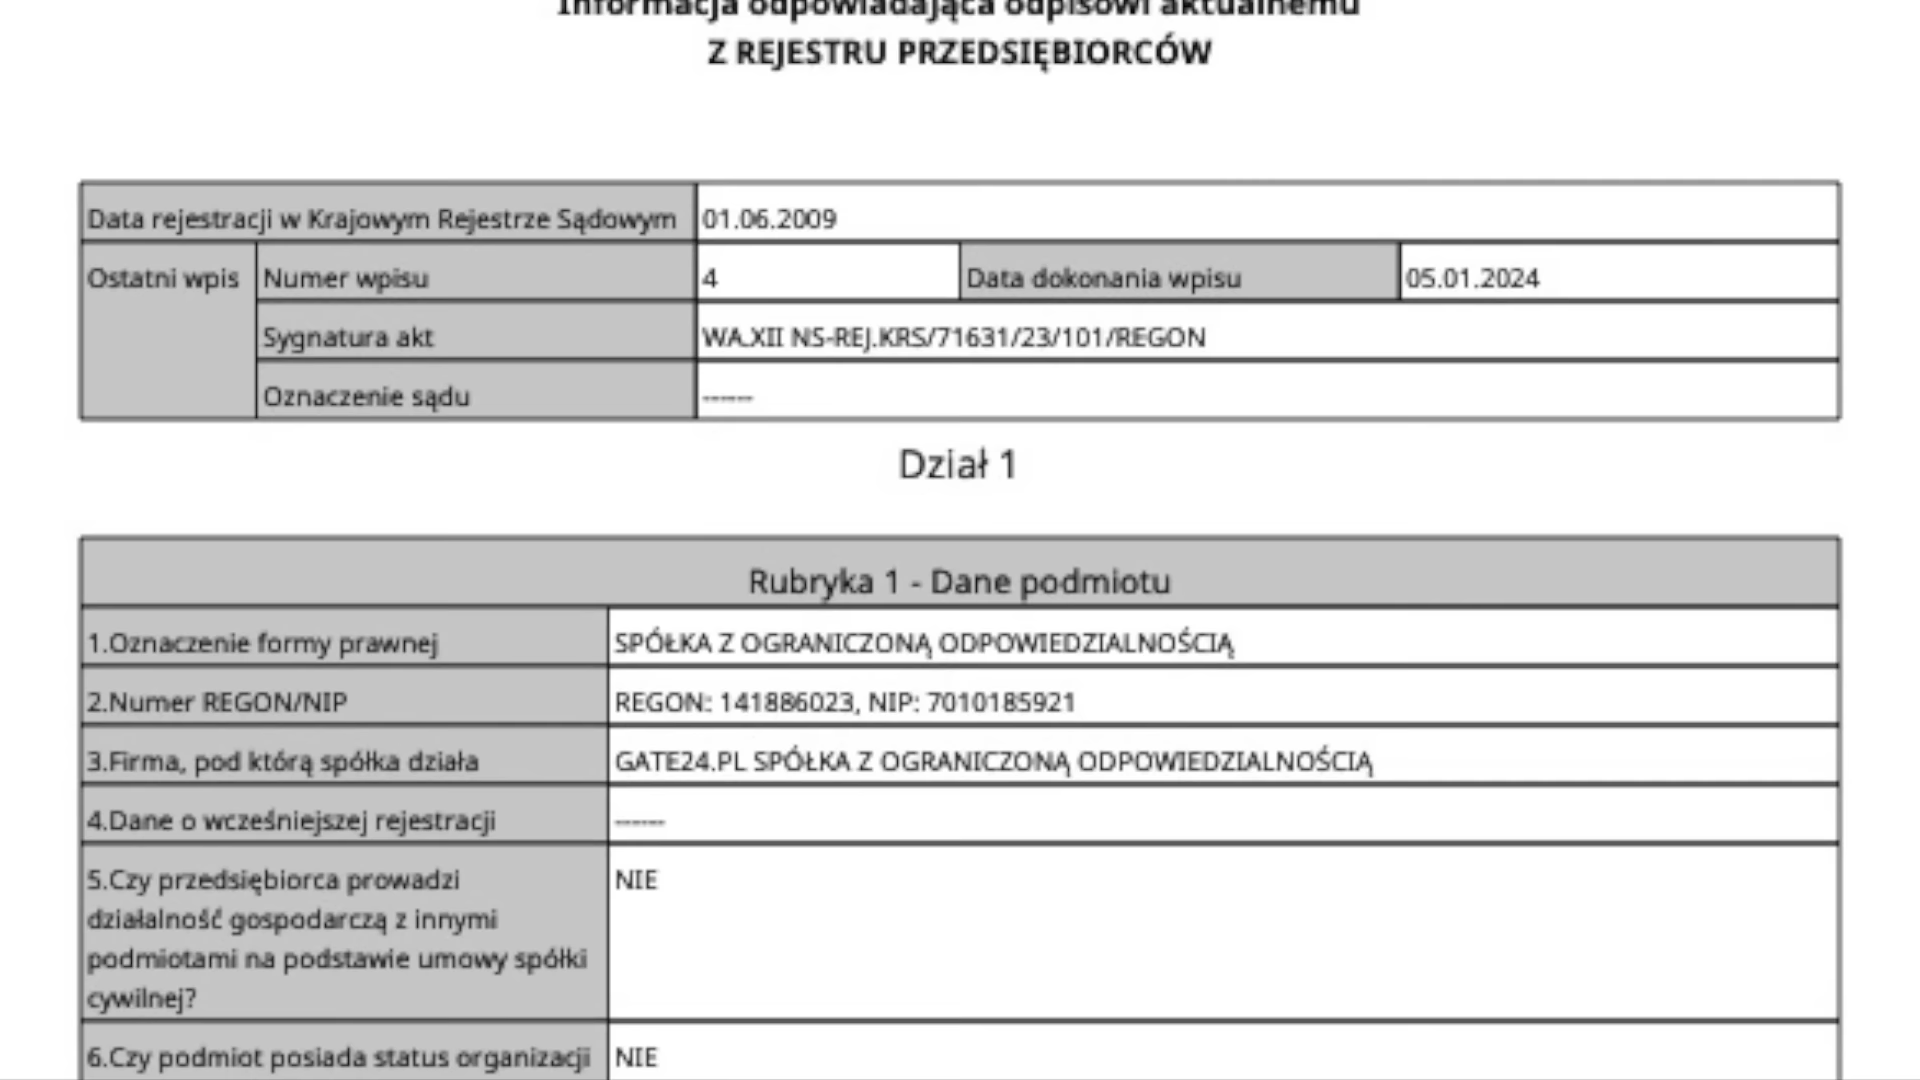 Informacja odpowiadająca odpisowi aktualnemu
Z REJESTRU PRZEDSIĘBIORCÓW
Data rejestracji w Krajowym Rejestrze Sądowym 01.06.2009
Ostatni wpis Numer wpisu 4 Data dokonania wpisu 05.01.2024
Sygnatura akt WA.XII NS-REJ.KRS/71631/23/101/REGON
Oznaczenie sądu ------
Dział 1
Rubryka 1 - Dane podmiotu
1.Oznaczenie formy prawnej SPÓŁKA Z OGRANICZONĄ ODPOWIEDZIALNOŚCIĄ
2.Numer REGON/NIP REGON: 141886023, NIP: 7010185921
3.Firma, pod którą spółka działa GATE24.PL SPÓŁKA Z OGRANICZONĄ ODPOWIEDZIALNOŚCIĄ
4.Dane o wcześniejszej rejestracji ------
5.Czy przedsiębiorca prowadzi NIE
działalność gospodarczą z innymi
podmiotami na podstawie umowy spółki
cywilnej?
6.Czy podmiot posiada status organizacji NIE